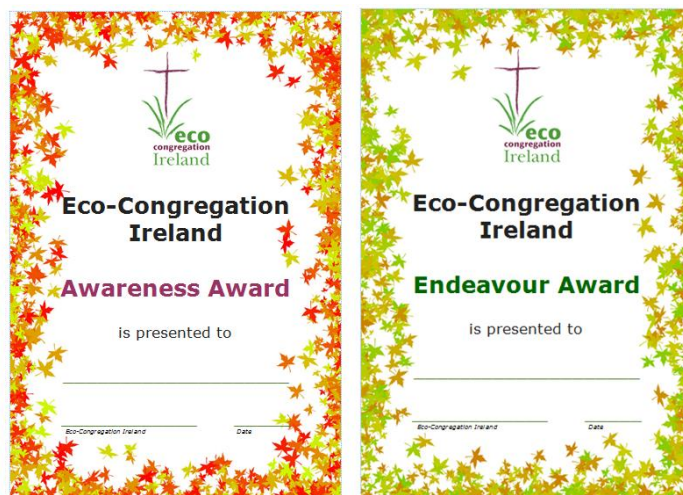 eco
congregation
Ireland
Eco-Congregation
Ireland
Awareness Award
is presented to
Eco-Congregation Ireland
Date
eco
congregation
Ireland
Eco-Congregation
Ireland
Endeavour Award
is presented to
Eco-Congregation Ireland
Date